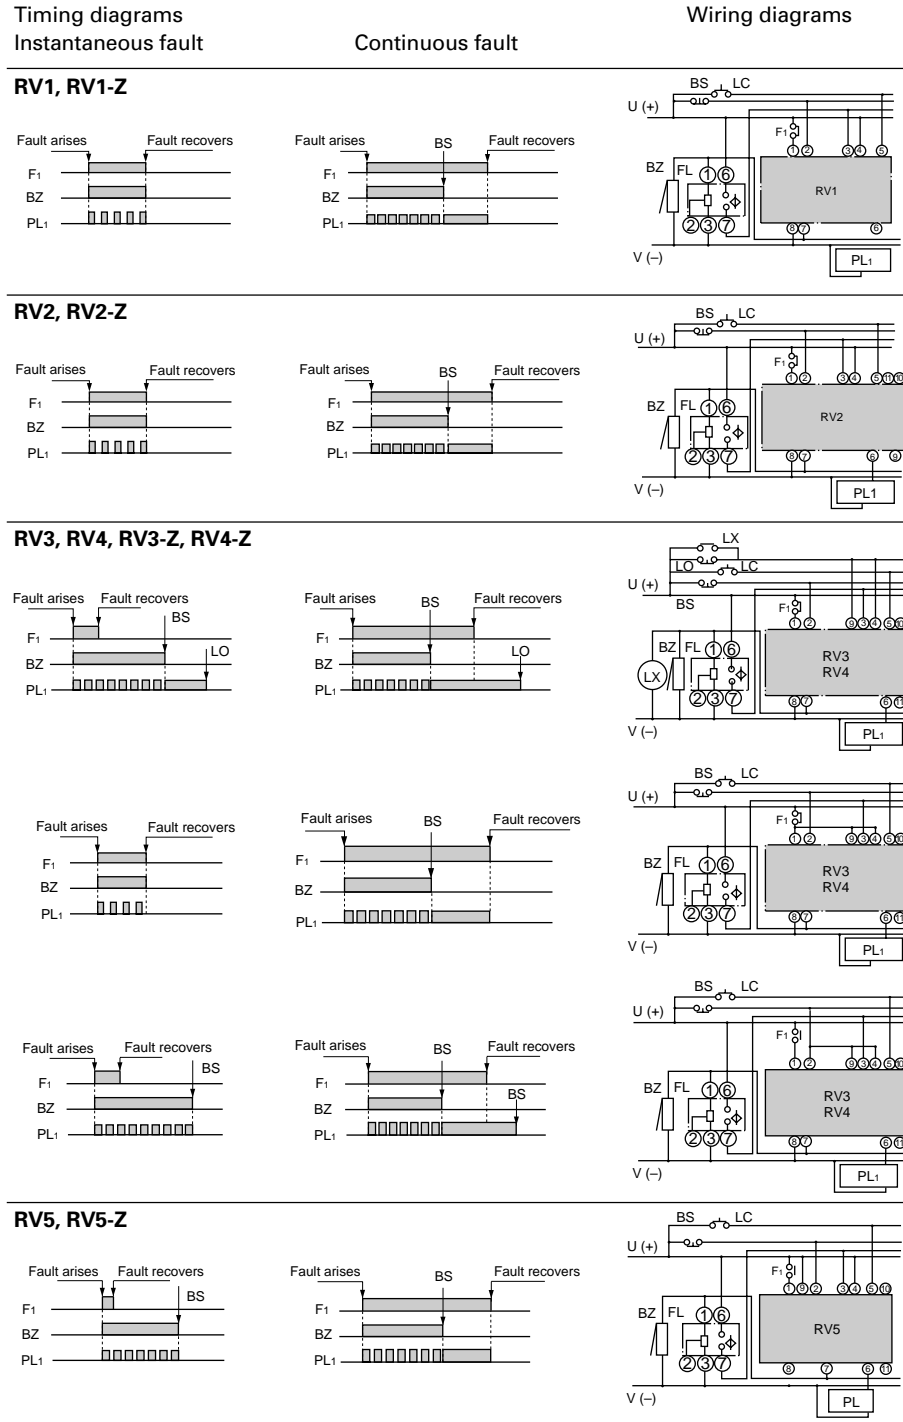 Timing diagrams
Wiring diagrams
Instantaneous fault
Continuous fault
RV1, RV1-Z
Fault arises
Fault recovers
F1
BZ
PL1
BS
Fault arises
Fault recovers
F1
BZ
PL1
BS LC
U (+)
F1
1 2 3 4 5
BZ FL 1 6
RV1
2 3 7
8 7 6
V (–)
PL1
RV2, RV2-Z
Fault arises
Fault recovers
F1
BZ
PL1
BS
Fault arises
Fault recovers
F1
BZ
PL1
BS LC
U (+)
F1
1 2 3 4 5 11 10
BZ FL 1 6
RV2
2 3 7
8 7 6 9
V (–)
PL1
RV3, RV4, RV3-Z, RV4-Z
Fault arises
Fault recovers
BS
F1
LO
BZ
PL1
Fault arises
Fault recovers
BS
F1
LO
BZ
PL1
LX
LO LC
U (+)
BS
F1
1 2 9 3 4 5 10
BZ FL 1 6
RV3
RV4
LX
2 3 7
8 7 6 11
V (–)
PL1
Fault arises
Fault recovers
F1
BZ
PL1
BS
Fault arises
Fault recovers
F1
BZ
PL1
BS LC
U (+)
F1
1 2 9 3 4 5 10
BZ FL 1 6
RV3
RV4
2 3 7
8 7 6 11
V (–)
PL1
Fault arises
Fault recovers
BS
F1
BZ
PL1
Fault arises
Fault recovers
BS
F1
BS
BZ
PL1
BS LC
U (+)
F1
1 2 9 3 4 5 10
BZ FL 1 6
RV3
RV4
2 3 7
8 7 6 11
V (–)
PL1
RV5, RV5-Z
Fault arises
Fault recovers
BS
F1
BZ
PL1
Fault arises
Fault recovers
BS
F1
BZ
PL1
BS LC
U (+)
F1
1 9 2 3 4 5 10
BZ FL 1 6
RV5
2 3 7
8 7 6 11
V (–)
PL